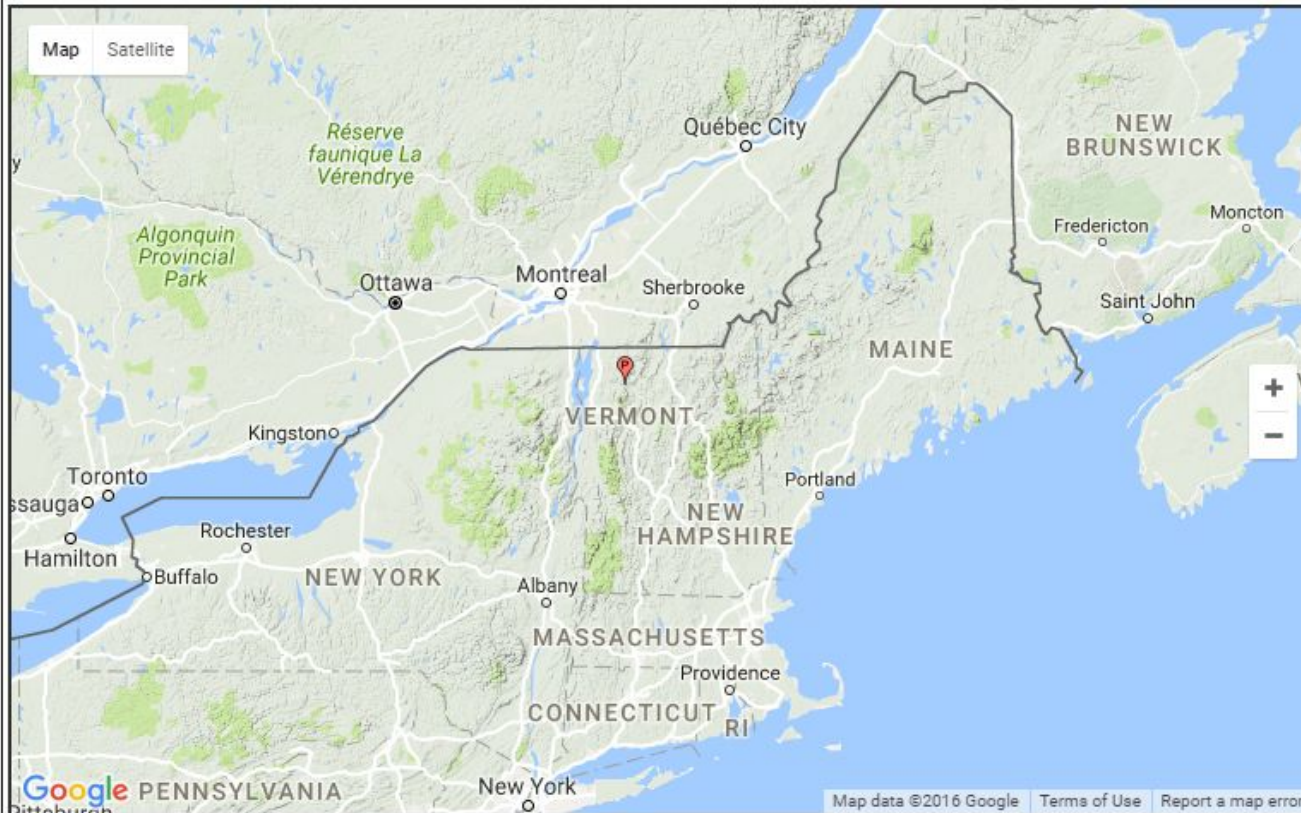 Map
Satellite
Réserve
faunique La
Vérendrye
Québec City
NEW
BRUNSWICK
Algonquin
Provincial
Park
Fredericton
Moncton
Ottawa
Montreal
Sherbrooke
Saint John
MAINE
P
+
VERMONT
−
Kingston
Toronto
ssauga
Portland
Hamilton
Rochester
NEW
HAMPSHIRE
Buffalo
NEW YORK
Albany
MASSACHUSETTS
Providence
CONNECTICUT
RI
Google
PENNSYLVANIA
New York
Pittsburgh
Map data ©2016 Google
Terms of Use
Report a map error